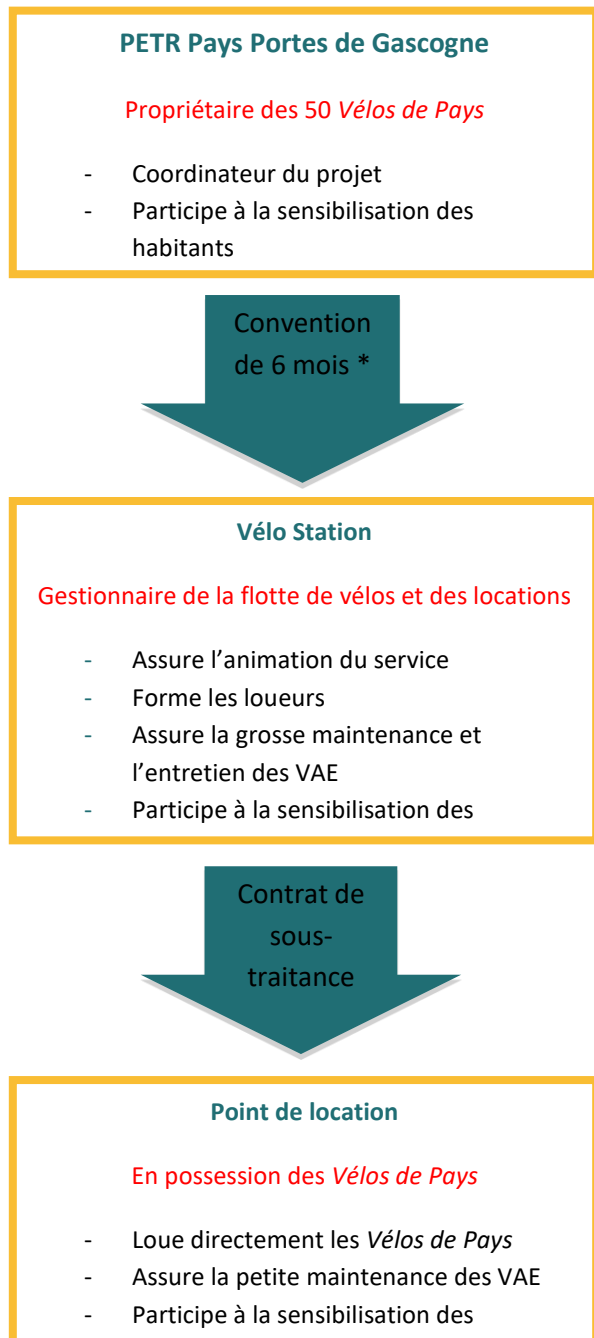 PETR Pays Portes de Gascogne
Propriétaire des 50 Vélos de Pays
- Coordinateur du projet
- Participe à la sensibilisation des
habitants
Convention
de 6 mois *
Vélo Station
Gestionnaire de la flotte de vélos et des locations
- Assure l’animation du service
- Forme les loueurs
- Assure la grosse maintenance et
l’entretien des VAE
- Participe à la sensibilisation des
Contrat de
sous-
traitance
Point de location
En possession des Vélos de Pays
- Loue directement les Vélos de Pays
- Assure la petite maintenance des VAE
- Participe à la sensibilisation des